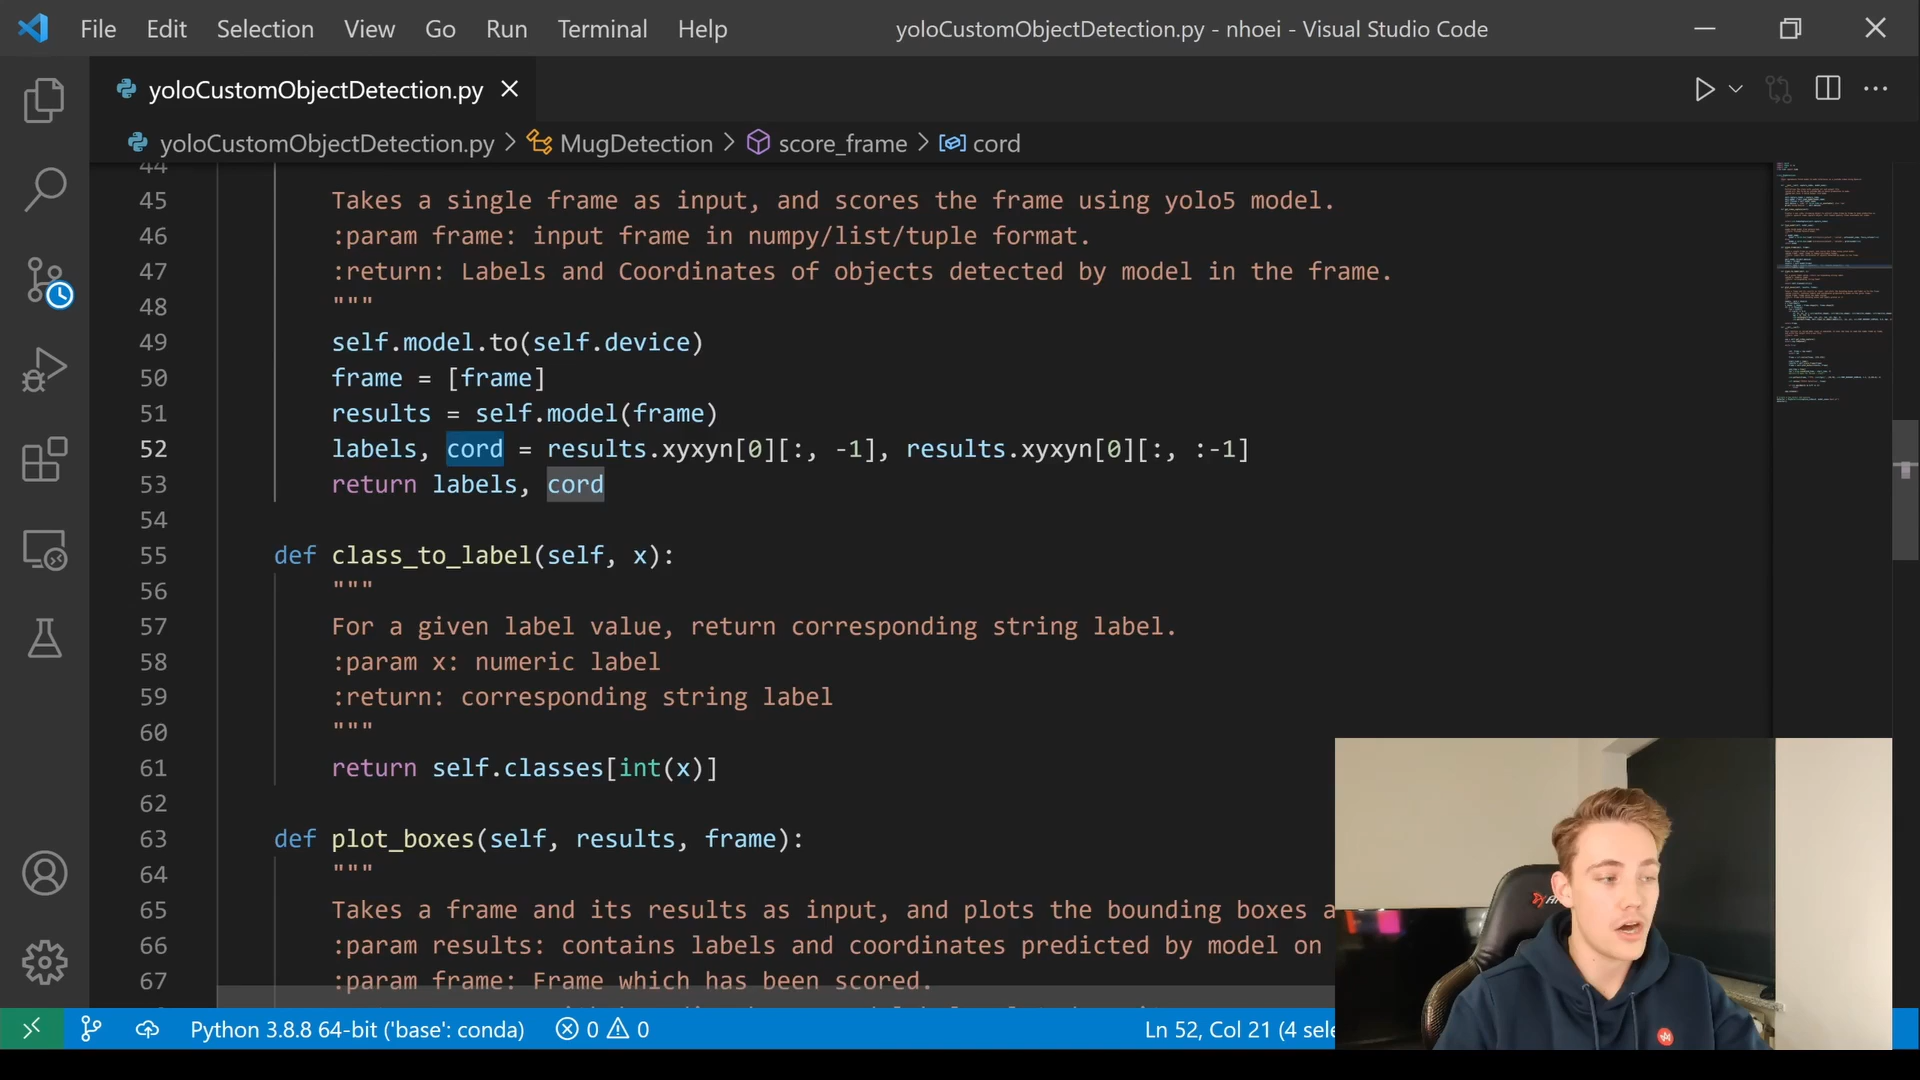 File Edit Selection View Go Run Terminal Help yoloCustomObjectDetection.py - nhoei - Visual Studio Code
yoloCustomObjectDetection.py
yoloCustomObjectDetection.py > MugDetection > score_frame > cord
44
45 Takes a single frame as input, and scores the frame using yolo5 model.
46 :param frame: input frame in numpy/list/tuple format.
47 :return: Labels and Coordinates of objects detected by model in the frame.
48 """
49 self.model.to(self.device)
50 frame = [frame]
51 results = self.model(frame)
52 labels, cord = results.xyxyn[0][:, -1], results.xyxyn[0][:, :-1]
53 return labels, cord
54
55 def class_to_label(self, x):
56 """
57 For a given label value, return corresponding string label.
58 :param x: numeric label
59 :return: corresponding string label
60 """
61 return self.classes[int(x)]
62
63 def plot_boxes(self, results, frame):
64 """
65 Takes a frame and its results as input, and plots the bounding boxes a
66 :param results: contains labels and coordinates predicted by model on
67 :param frame: Frame which has been scored.
Python 3.8.8 64-bit ('base': conda) 0 0 Ln 52, Col 21 (4 sele